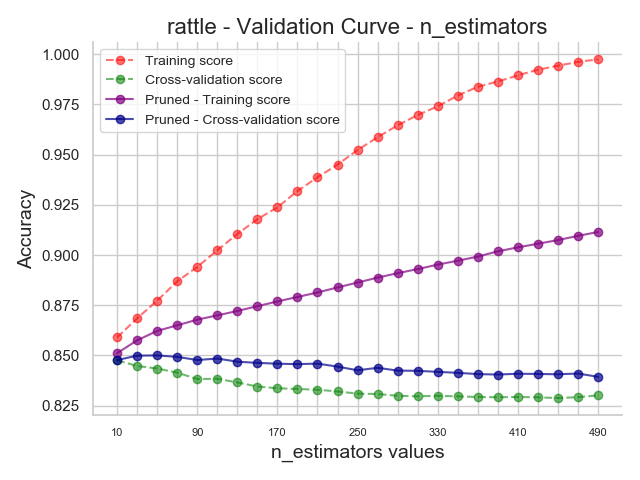 rattle - Validation Curve - n_estimators
Training score
Cross-validation score
Pruned - Training score
Pruned - Cross-validation score
1.000
0.975
0.950
0.925
0.900
0.875
0.850
0.825
Accuracy
10 90 170 250 330 410 490
n_estimators values